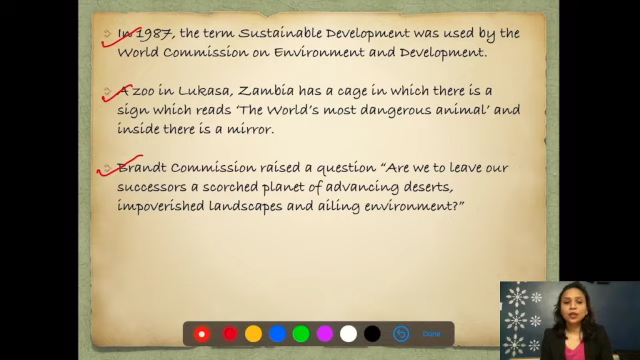 In 1987, the term Sustainable Development was used by the
World Commission on Environment and Development.
A zoo in Lukasa, Zambia has a cage in which there is a
sign which reads 'The World's most dangerous animal' and
inside there is a mirror.
Brandt Commission raised a question "Are we to leave our
successors a scorched planet of advancing deserts,
impoverished landscapes and ailing environment?"
Done